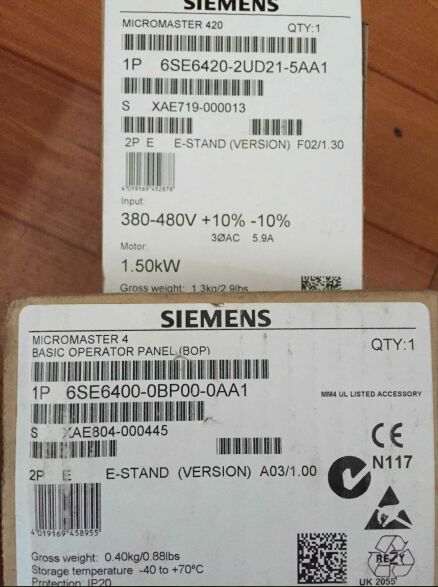 SIEMENS
MICROMASTER 420 QTY:1
1P 6SE6420-2UD21-5AA1
S XAE719-000013
2P E E-STAND (VERSION) F02/1.30
4019169452878
Input:
380-480V +10% -10%
3ØAC 5.9A
Motor:
1.50kW
Gross weight: 1.3kg/2.9lbs
SIEMENS
MICROMASTER 4
BASIC OPERATOR PANEL (BOP) QTY:1
1P 6SE6400-0BP00-0AA1
MM4 UL LISTED ACCESSORY
S XAE804-000445
2P E E-STAND (VERSION) A03/1.00
CE
N117
4019169458955
Gross weight: 0.40kg/0.88lbs
Storage temperature -40 to +70°C
Protection: IP20
REZY
UK 2055